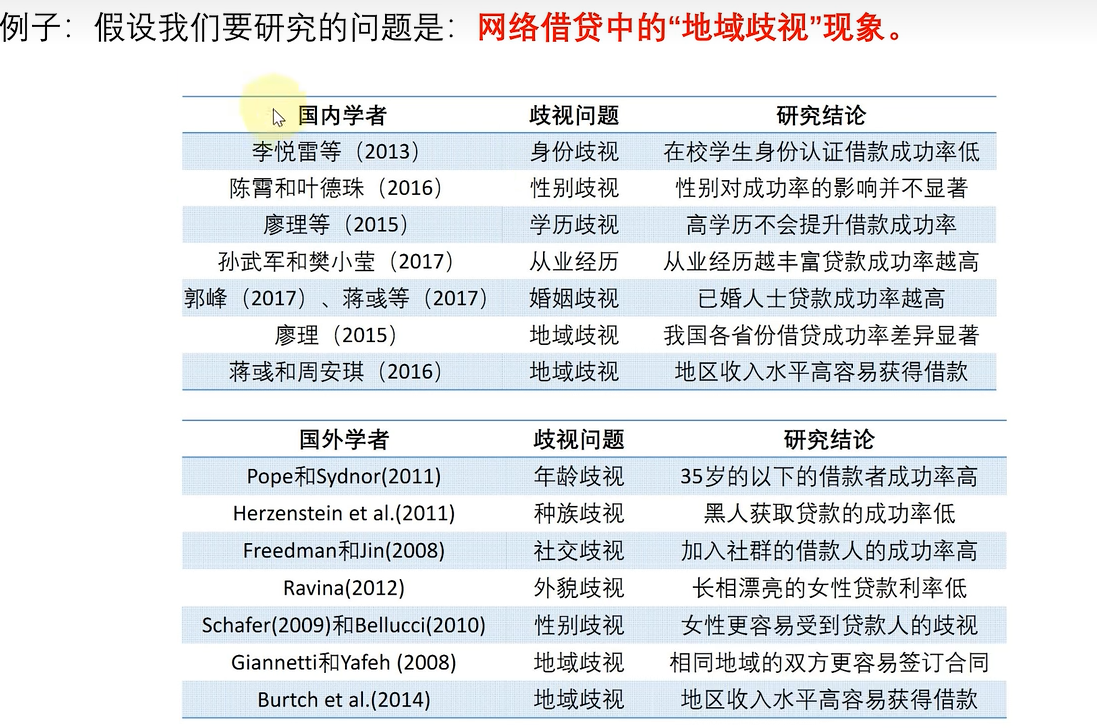 例子：假设我们要研究的问题是：网络借贷中的“地域歧视”现象。
国内学者 歧视问题 研究结论
李悦雷等（2013） 身份歧视 在校学生身份认证借款成功率低
陈霄和叶德珠（2016） 性别歧视 性别对成功率的影响并不显著
廖理等（2015） 学历歧视 高学历不会提升借款成功率
孙武军和樊小莹（2017） 从业经历 从业经历越丰富贷款成功率越高
郭峰（2017）、蒋彧等（2017） 婚姻歧视 已婚人士贷款成功率越高
廖理（2015） 地域歧视 我国各省份借贷成功率差异显著
蒋彧和周安琪（2016） 地域歧视 地区收入水平高容易获得借款
国外学者 歧视问题 研究结论
Pope和Sydnor(2011) 年龄歧视 35岁的以下的借款者成功率高
Herzenstein et al.(2011) 种族歧视 黑人获取贷款的成功率低
Freedman和Jin(2008) 社交歧视 加入社群的借款人的成功率高
Ravina(2012) 外貌歧视 长相漂亮的女性贷款利率低
Schafer(2009)和Bellucci(2010) 性别歧视 女性更容易受到贷款人的歧视
Giannetti和Yafeh (2008) 地域歧视 相同地域的双方更容易签订合同
Burtch et al.(2014) 地域歧视 地区收入水平高容易获得借款